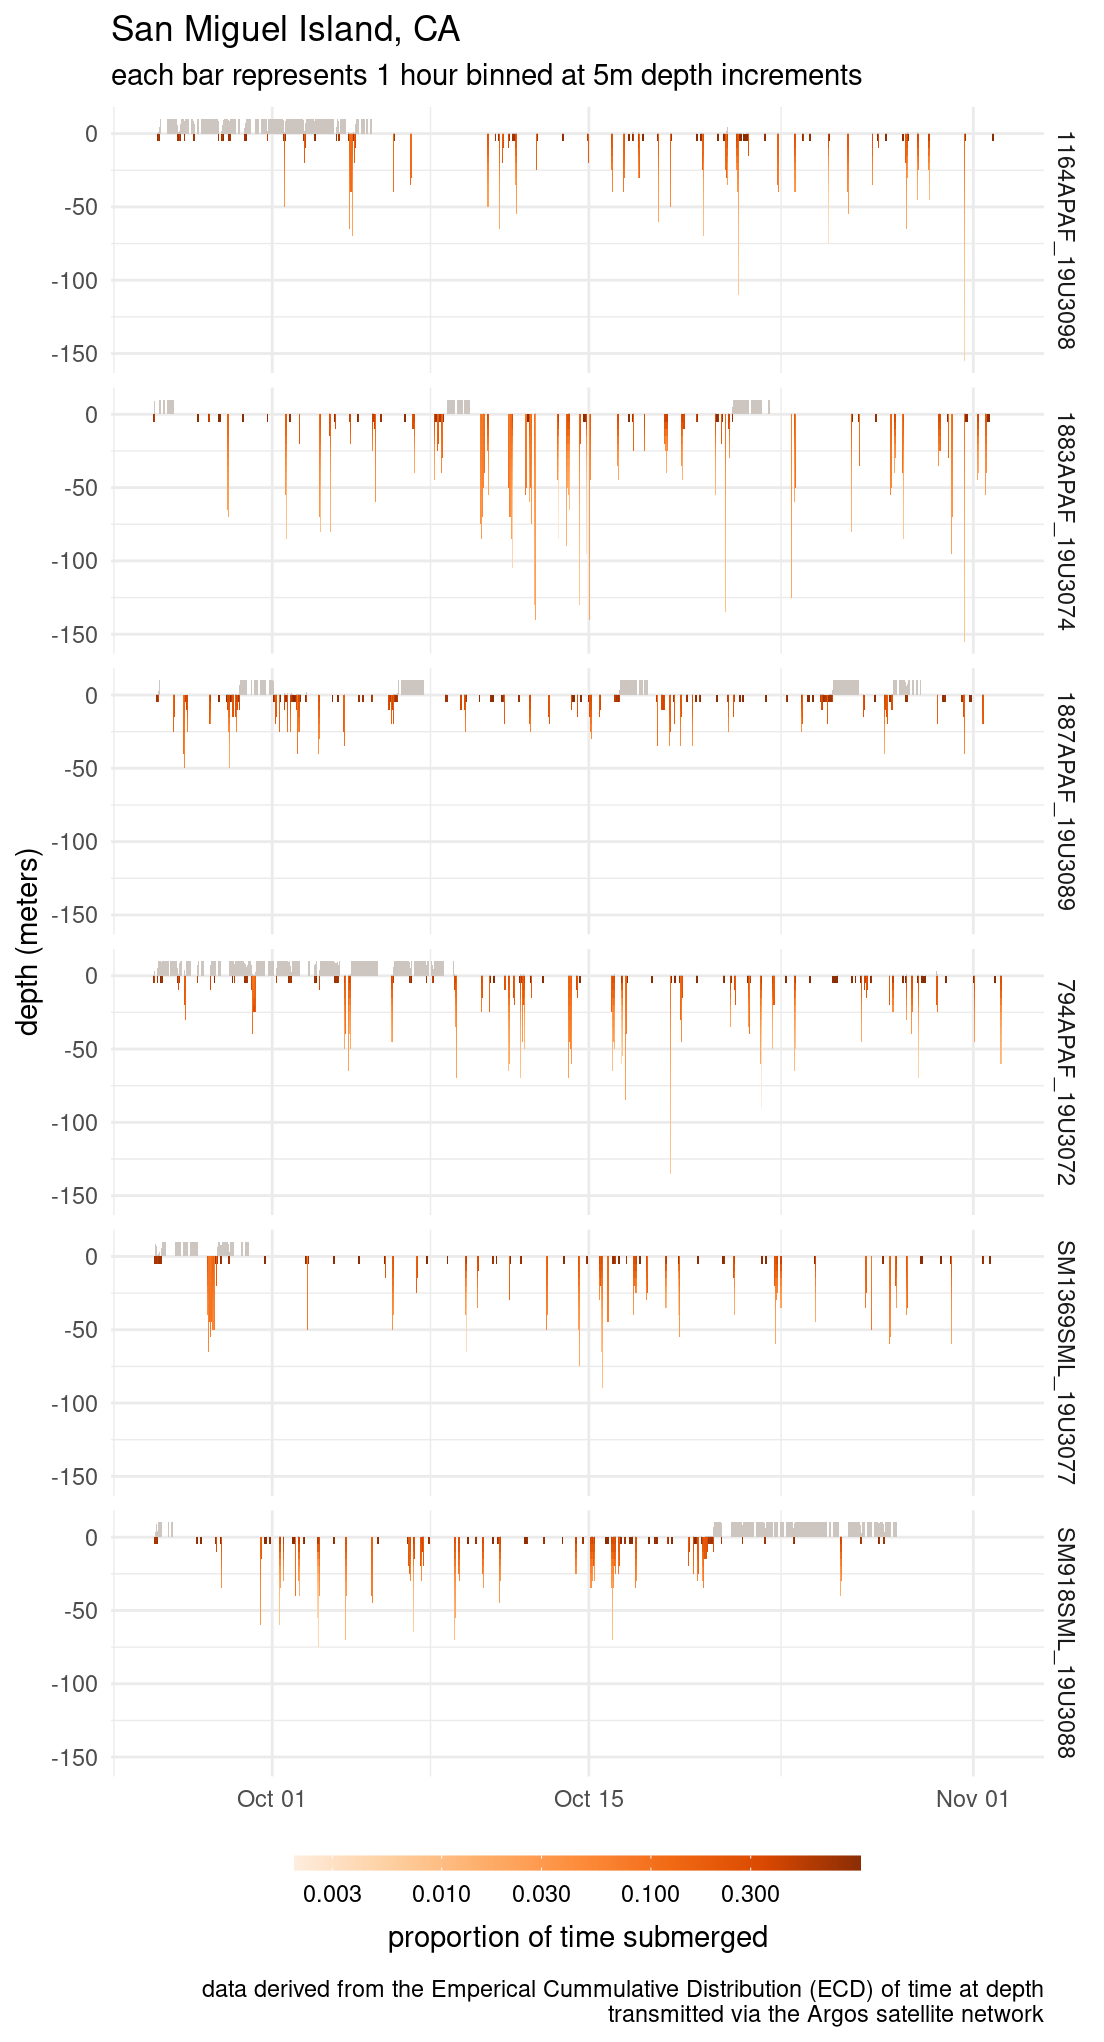 San Miguel Island, CA
each bar represents 1 hour binned at 5m depth increments
depth (meters)
0
-50
-100
-150
1164APAF_19U3098
0
-50
-100
-150
1883APAF_19U3074
0
-50
-100
-150
1887APAF_19U3089
0
-50
-100
-150
794APAF_19U3072
0
-50
-100
-150
SM1369SML_19U3077
0
-50
-100
-150
SM918SML_19U3088
Oct 01 Oct 15 Nov 01
0.003 0.010 0.030 0.100 0.300
proportion of time submerged
data derived from the Emperical Cummulative Distribution (ECD) of time at depth
transmitted via the Argos satellite network